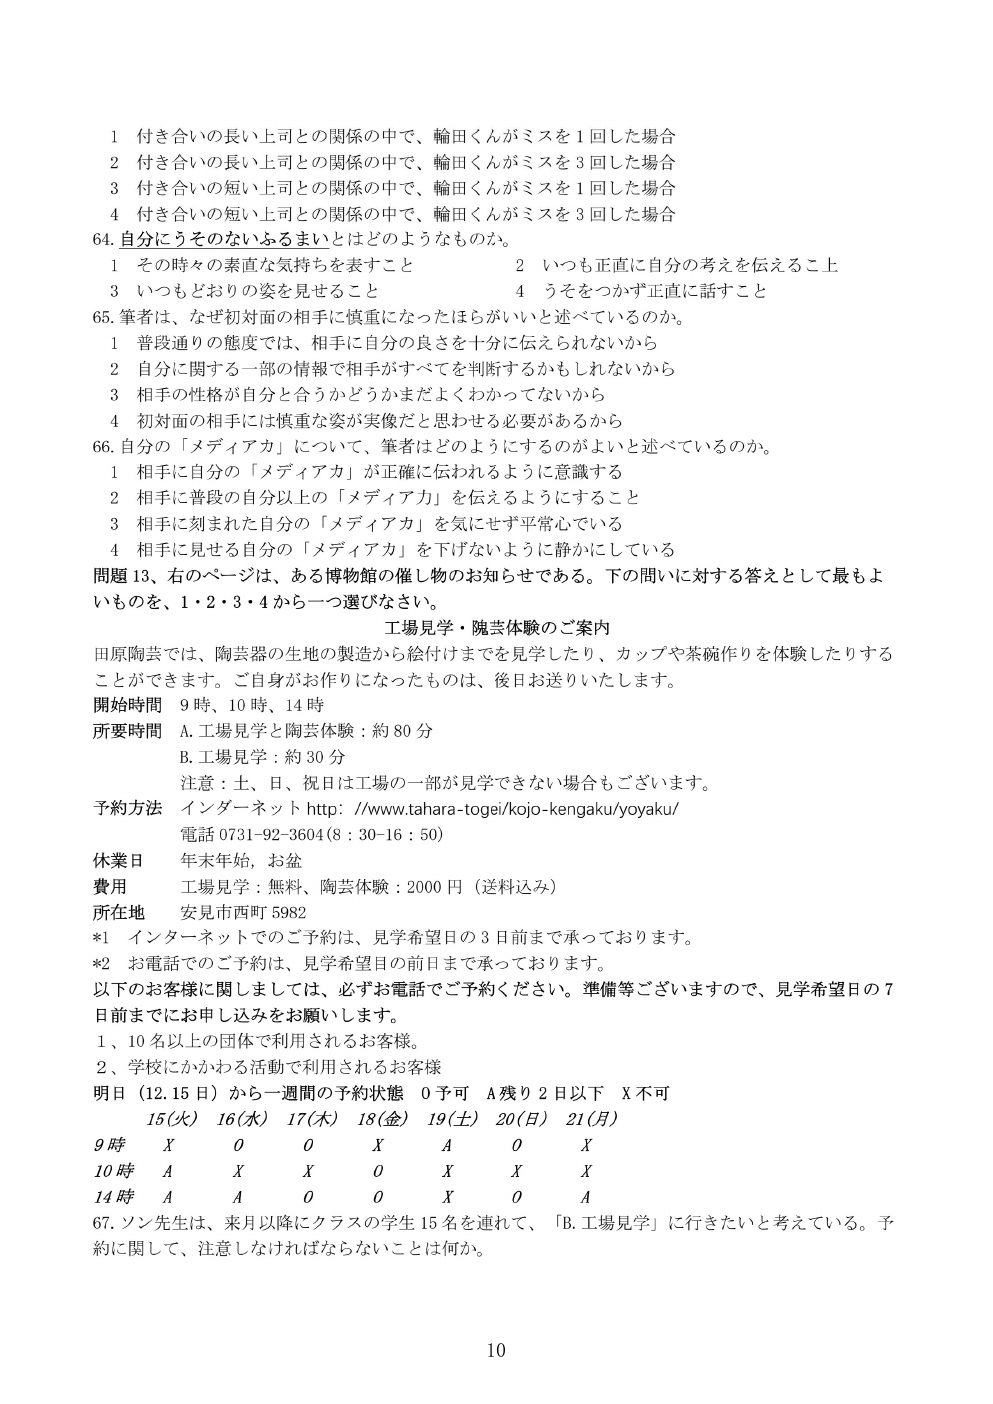 1 付き合いの長い上司との関係の中で、輪田くんがミスを 1 回した場合
2 付き合いの長い上司との関係の中で、輪田くんがミスを 3 回した場合
3 付き合いの短い上司との関係の中で、輪田くんがミスを 1 回した場合
4 付き合いの短い上司との関係の中で、輪田くんがミスを 3 回した場合
64. 自分にうそのないふるまいとはどのようなものか。
1 その時々の素直な気持ちを表すこと 2 いつも正直に自分の考えを伝えるこ上
3 いつもどおりの姿を見せること 4 うそをつかず正直に話すこと
65. 筆者は、なぜ初対面の相手に慎重になったほらがいいと述べているのか。
1 普段通りの態度では、相手に自分の良さを十分に伝えられないから
2 自分に関する一部の情報で相手がすべてを判断するかもしれないから
3 相手の性格が自分と合うかどうかまだよくわかってないから
4 初対面の相手には慎重な姿が実像だと思わせる必要があるから
66. 自分の「メディアカ」について、筆者はどのようにするのがよいと述べているのか。
1 相手に自分の「メディアカ」が正確に伝われるように意識する
2 相手に普段の自分以上の「メディア力」を伝えるようにすること
3 相手に刻まれた自分の「メディアカ」を気にせず平常心でいる
4 相手に見せる自分の「メディアカ」を下げないように静かにしている
問題 13、右のページは、ある博物館の催し物のお知らせである。下の問いに対する答えとして最もよ
いものを、1・2・3・4 から一つ選びなさい。
工場見学・隗芸体験のご案内
田原陶芸では、陶芸器の生地の製造から絵付けまでを見学したり、カップや茶碗作りを体験したりする
ことができます。ご自身がお作りになったものは、後日お送りいたします。
開始時間 9 時、10 時、14 時
所要時間 A. 工場見学と陶芸体験：約 80 分
B. 工場見学：約 30 分
注意：土、日、祝日は工場の一部が見学できない場合もございます。
予約方法 インダーネット http: //www.tahara-togei/kojo-kengaku/yoyaku/
電話 0731-92-3604(8：30-16：50)
休業日 年末年始, お盆
費用 工場見学：無料、陶芸体験：2000 円（送料込み）
所在地 安見市西町 5982
*1 インターネットでのご予約は、見学希望日の 3 日前まで承っております。
*2 お電話でのご予約は、見学希望目の前日まで承っております。
以下のお客様に関しましては、必ずお電話でご予約ください。準備等ございますので、見学希望日の 7
日前までにお申し込みをお願いします。
１、10 名以上の団体で利用されるお客様。
２、学校にかかわる活動で利用されるお客様
明日（12. 15 日）から一週間の予約状態 0 予可 A 残り 2 日以下 X 不可
15(火) 16(水) 17(木) 18(金) 19(土) 20(日) 21(月)
9 時 X 0 0 X A 0 X
10 時 A X X 0 X X X
14 時 A A 0 0 X 0 A
67. ソン先生は、来月以降にクラスの学生 15 名を連れて、「B. 工場見学」に行きたいと考えている。予
約に関して、注意しなければならないことは何か。
10